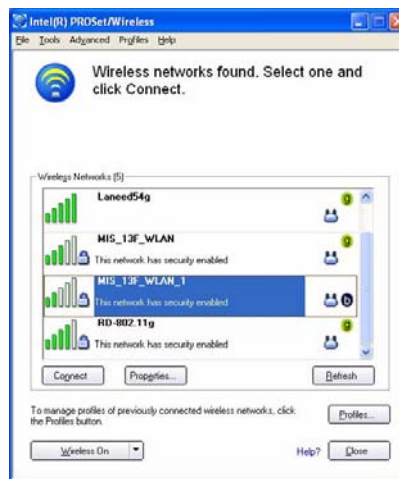 Intel(R) PROSet/Wireless
File Tools Advanced Profiles Help
Wireless networks found. Select one and
click Connect.
Wireless Networks (5)
Laneed54g
g
MIS_13F_WLAN
g
This network has security enabled
MIS_13F_WLAN_1
This network has security enabled
b
RD-802.11g
g
This network has security enabled
Connect
Properties...
Refresh
To manage profiles of previously connected wireless networks, click
the Profiles button.
Profiles...
Wireless On
Help?
Close